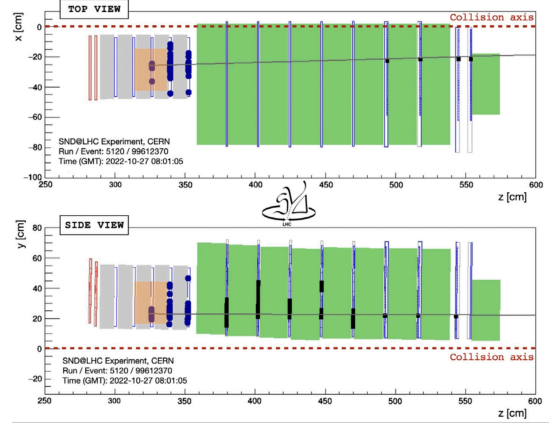 TOP VIEW
Collision axis
x [cm]
0
−20
−40
−60
−80
−100
SND@LHC Experiment, CERN
Run / Event: 5120 / 99612370
Time (GMT): 2022-10-27 08:01:05
250 300 350 400 450 500 550 600
z [cm]
LHC
SIDE VIEW
y [cm]
80
60
40
20
0
−20
Collision axis
SND@LHC Experiment, CERN
Run / Event: 5120 / 99612370
Time (GMT): 2022-10-27 08:01:05
250 300 350 400 450 500 550 600
z [cm]